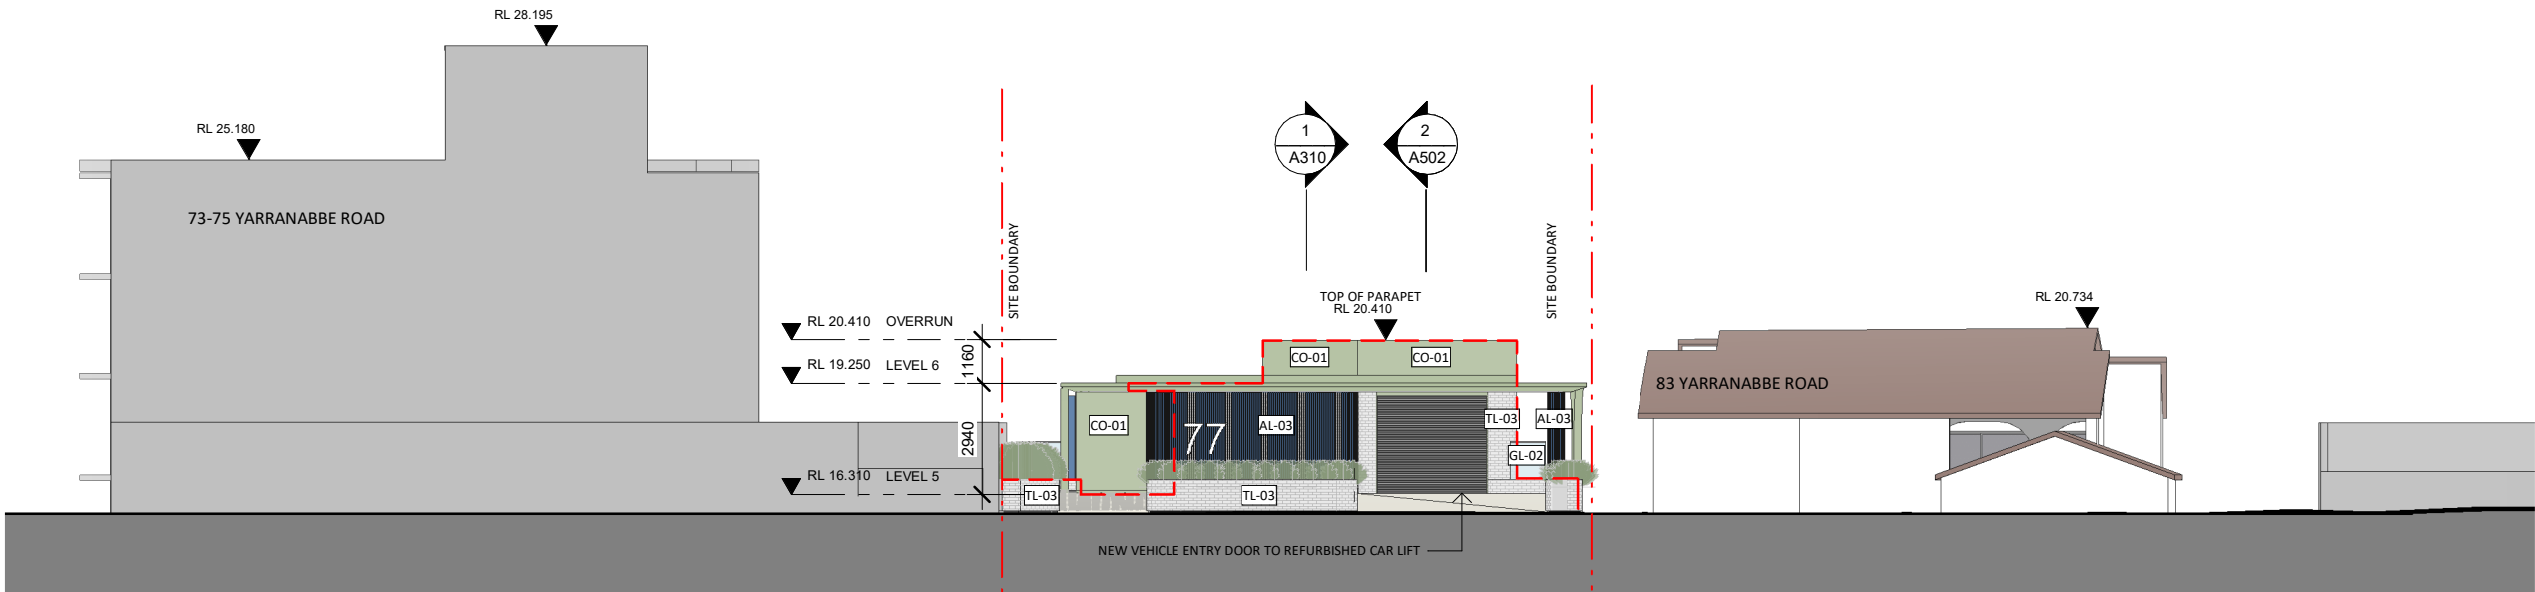 RL 28.195
RL 25.180
73-75 YARRANABBE ROAD
1
A310
2
A502
SITE BOUNDARY
SITE BOUNDARY
TOP OF PARAPET
RL 20.410
RL 20.734
RL 20.410 OVERRUN
1160
RL 19.250 LEVEL 6
2940
RL 16.310 LEVEL 5
CO-01
CO-01
83 YARRANABBE ROAD
CO-01
77
AL-03
TL-03
AL-03
GL-02
TL-03
TL-03
NEW VEHICLE ENTRY DOOR TO REFURBISHED CAR LIFT